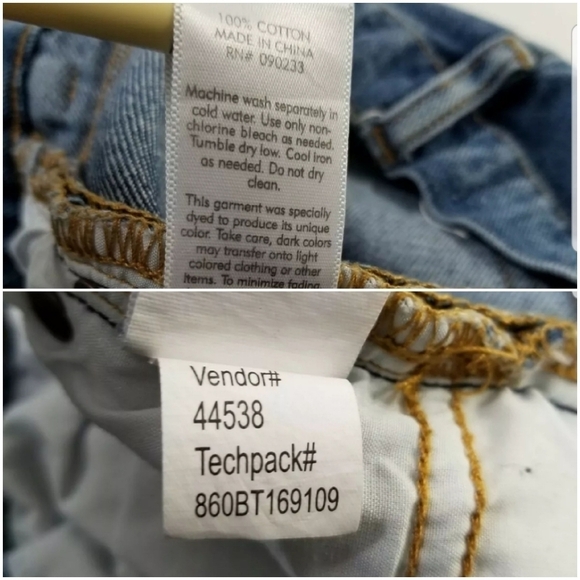 100% COTTON
MADE IN CHINA
RN# 090233
Machine wash separately in
cold water. Use only non-
chlorine bleach as needed.
Tumble dry low. Cool iron
as needed. Do not dry
clean.
This garment was specially
dyed to produce its unique
color. Take care, dark colors
may transfer onto light
colored clothing or other
items. To minimize fading
Vendor#
44538
Techpack#
860BT169109